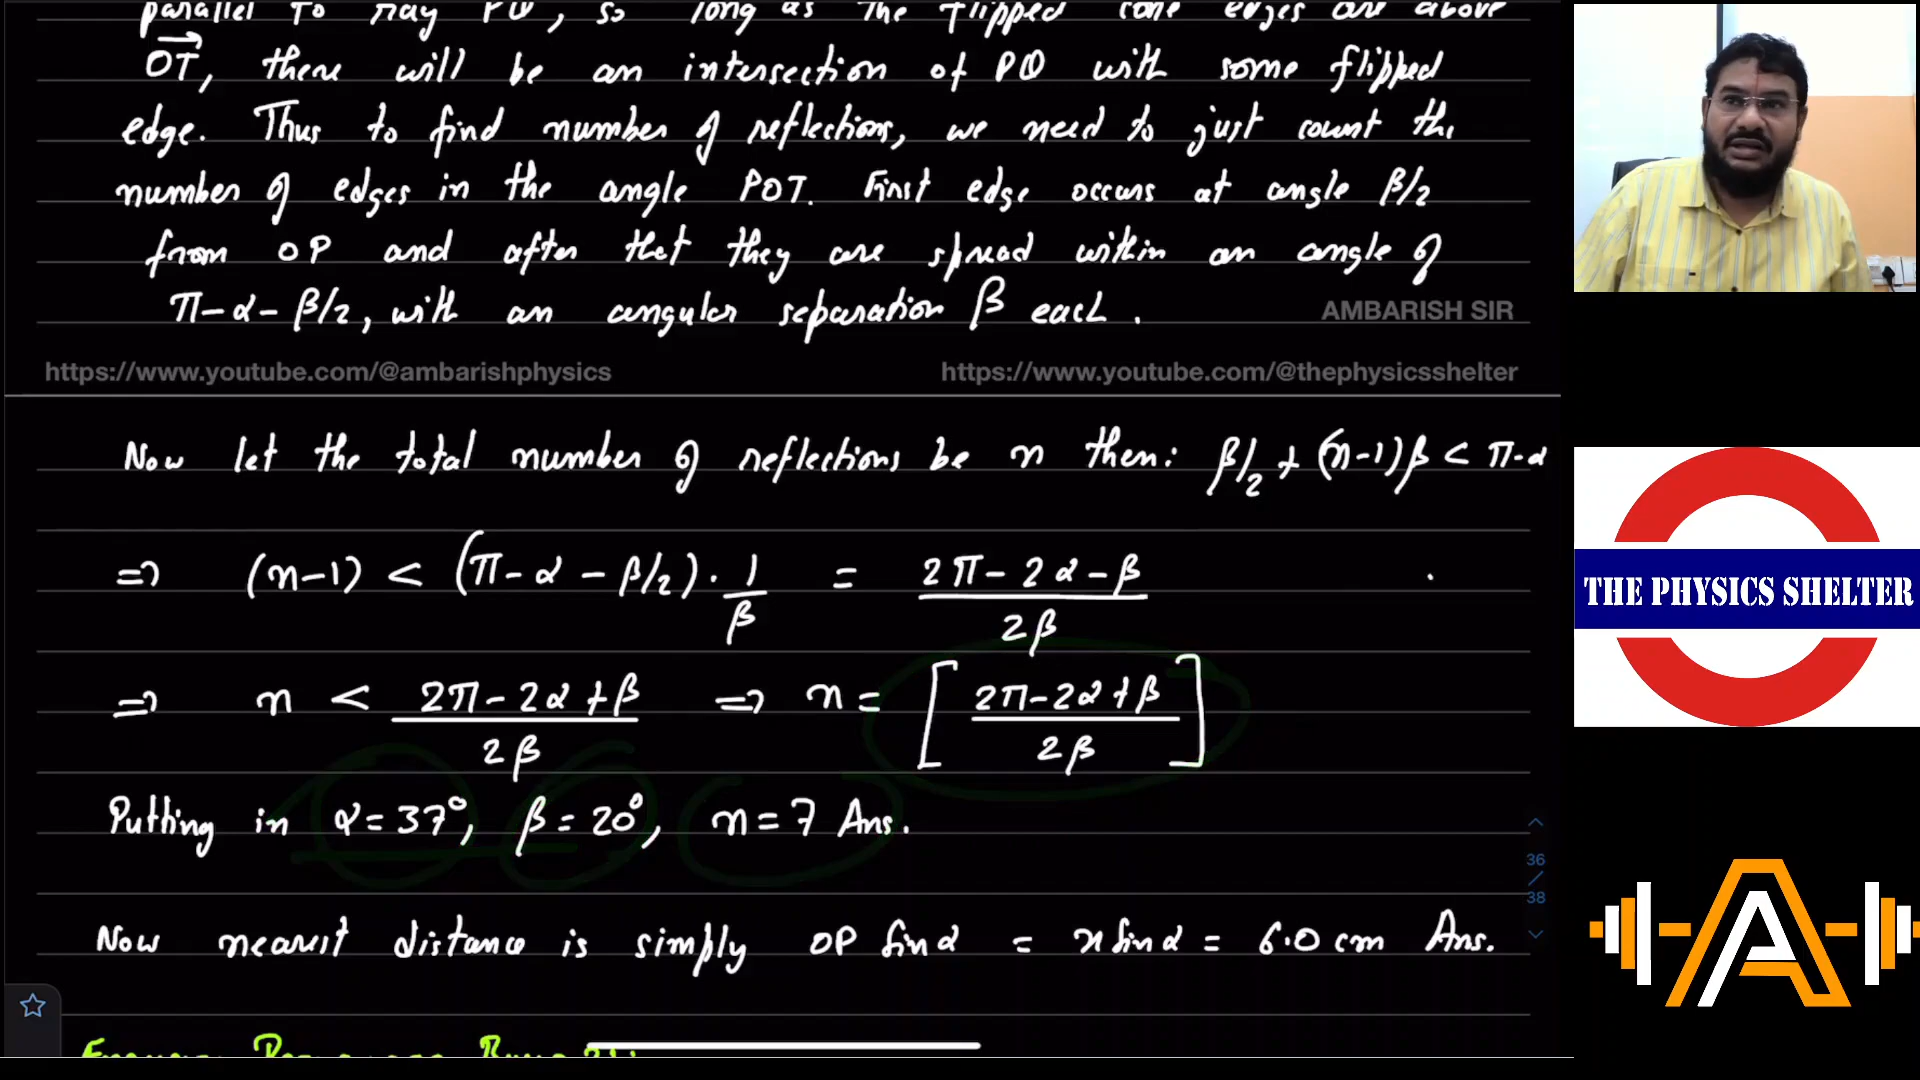 parallel to ray PQ, so long as the flipped cone edges are above
OT, there will be an intersection of PQ with some flipped
edge. Thus to find number of reflections, we need to just count the
number of edges in the angle POT. First edge occurs at angle β/2
from OP and after that they are spread within an angle of
π-α-β/2, with an angular separation β each.
AMBARISH SIR
https://www.youtube.com/@ambarishphysics
https://www.youtube.com/@thephysicsshelter
Now let the total number of reflections be n then: β/2 + (n-1)β < π-α
⇒ (n-1) < (π-α-β/2)·1/β = (2π-2α-β)/2β
⇒ n < (2π-2α+β)/2β ⇒ n = [(2π-2α+β)/2β]
Putting in α=37°, β=20°, n=7 Ans.
36
/
38
Now nearest distance is simply OP sinα = x sinα = 6.0 cm Ans.
THE PHYSICS SHELTER